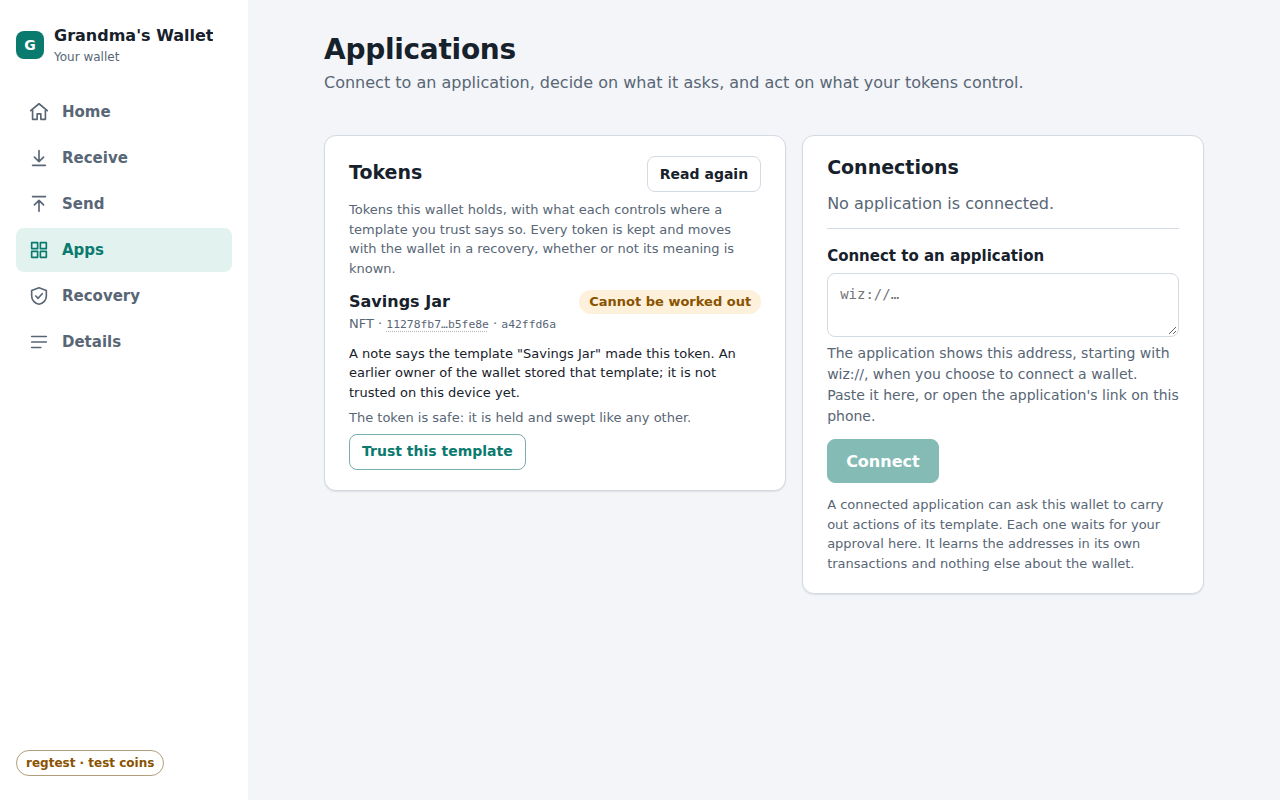 G
Grandma's Wallet
Your wallet
Home
Receive
Send
Apps
Recovery
Details
regtest · test coins
Applications
Connect to an application, decide on what it asks, and act on what your tokens control.
Tokens
Read again
Tokens this wallet holds, with what each controls where a
template you trust says so. Every token is kept and moves
with the wallet in a recovery, whether or not its meaning is
known.
Savings Jar
Cannot be worked out
NFT · 11278fb7…b5fe8e · a42ffd6a
A note says the template "Savings Jar" made this token. An
earlier owner of the wallet stored that template; it is not
trusted on this device yet.
The token is safe: it is held and swept like any other.
Trust this template
Connections
No application is connected.
Connect to an application
wiz://…
The application shows this address, starting with
wiz://, when you choose to connect a wallet.
Paste it here, or open the application's link on this
phone.
Connect
A connected application can ask this wallet to carry
out actions of its template. Each one waits for your
approval here. It learns the addresses in its own
transactions and nothing else about the wallet.